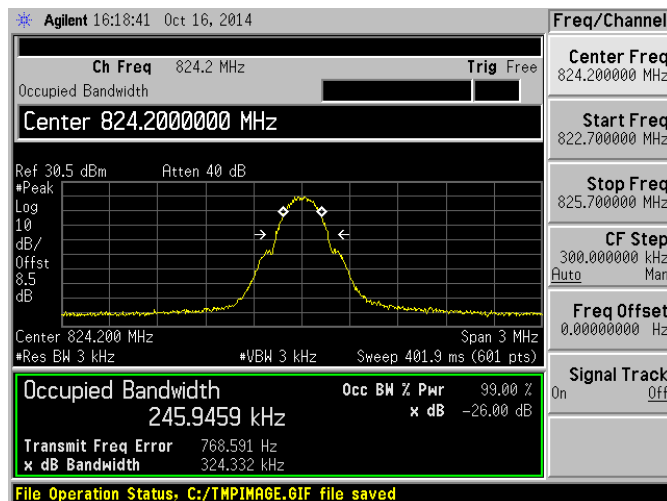 Agilent 16:18:41 Oct 16, 2014
Freq/Channel
Ch Freq 824.2 MHz Trig Free
Occupied Bandwidth
Center 824.2000000 MHz
Ref 30.5 dBm Atten 40 dB
#Peak
Log
10
dB/
Offst
8.5
dB
Center 824.200 MHz Span 3 MHz
#Res BW 3 kHz #VBW 3 kHz Sweep 401.9 ms (601 pts)
Occupied Bandwidth Occ BW % Pwr 99.00 %
245.9459 kHz x dB -26.00 dB
Transmit Freq Error 768.591 Hz
x dB Bandwidth 324.332 kHz
File Operation Status, C:/TMPIMAGE.GIF file saved
Center Freq
824.200000 MHz
Start Freq
822.700000 MHz
Stop Freq
825.700000 MHz
CF Step
300.000000 kHz
Auto Man
Freq Offset
0.00000000 Hz
Signal Track
On Off